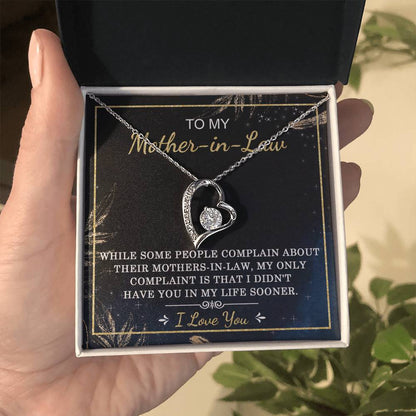 TO MY
Mother-in-Law
WHILE SOME PEOPLE COMPLAIN ABOUT
THEIR MOTHERS-IN-LAW, MY ONLY
COMPLAINT IS THAT I DIDN'T
HAVE YOU IN MY LIFE SOONER.
I Love You